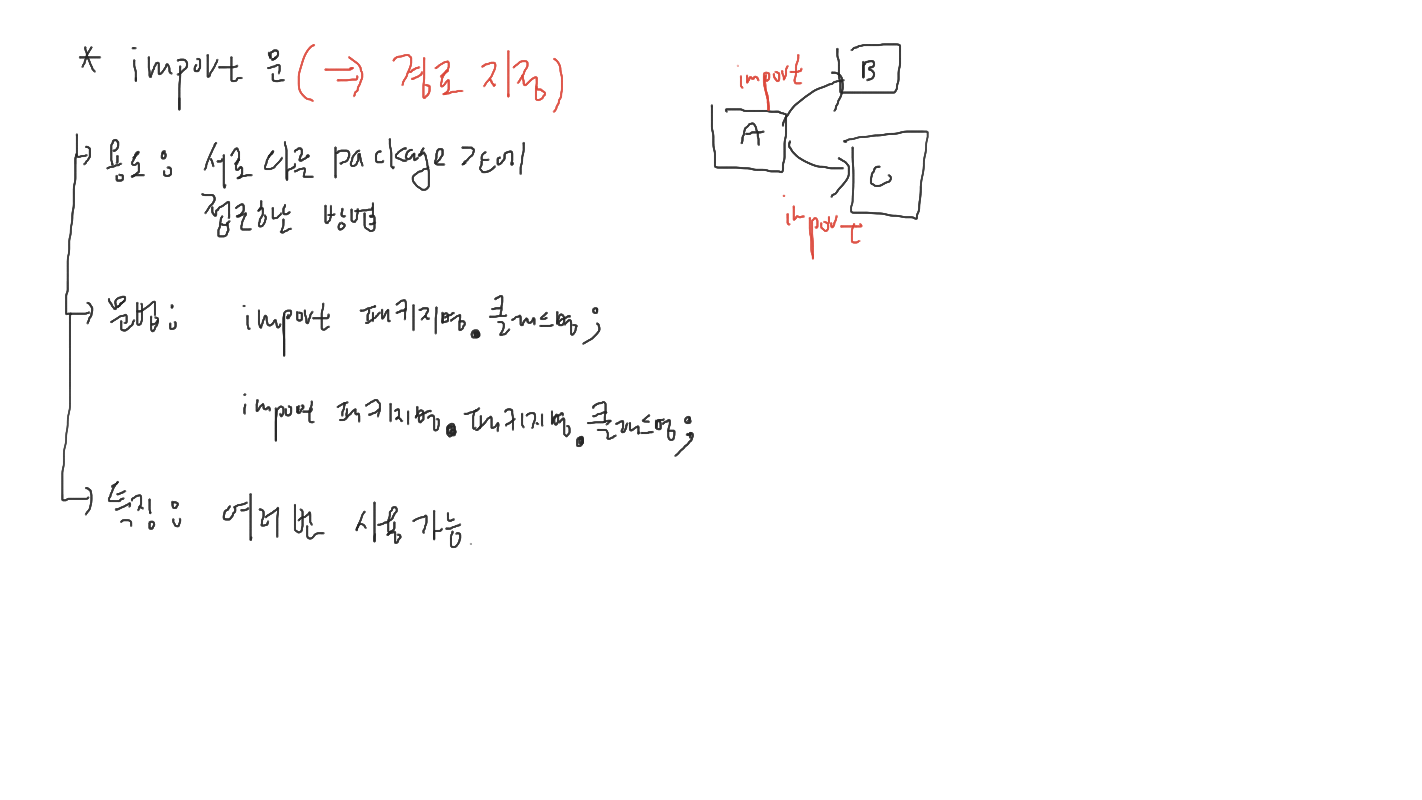 * import 문 (⇒ 경로 지정)
용도 : 서로 다른 package 간에
접근하는 방법
문법 : import 패키지명.클래스명;
import 패키지명.패키지명.클래스명;
특징 : 여러번 사용 가능.
import
A
B
C
import